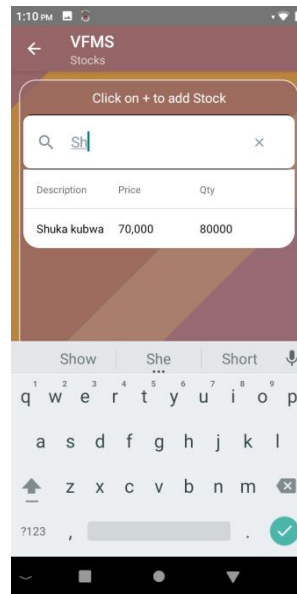 1:10 PM
VFMS
Stocks
Click on + to add Stock
Sh
Description Price Qty
Shuka kubwa 70,000 80000
Show She Short
1 2 3 4 5 6 7 8 9
q w e r t y u i o p
a s d f g h j k l
z x c v b n m
?123 , .